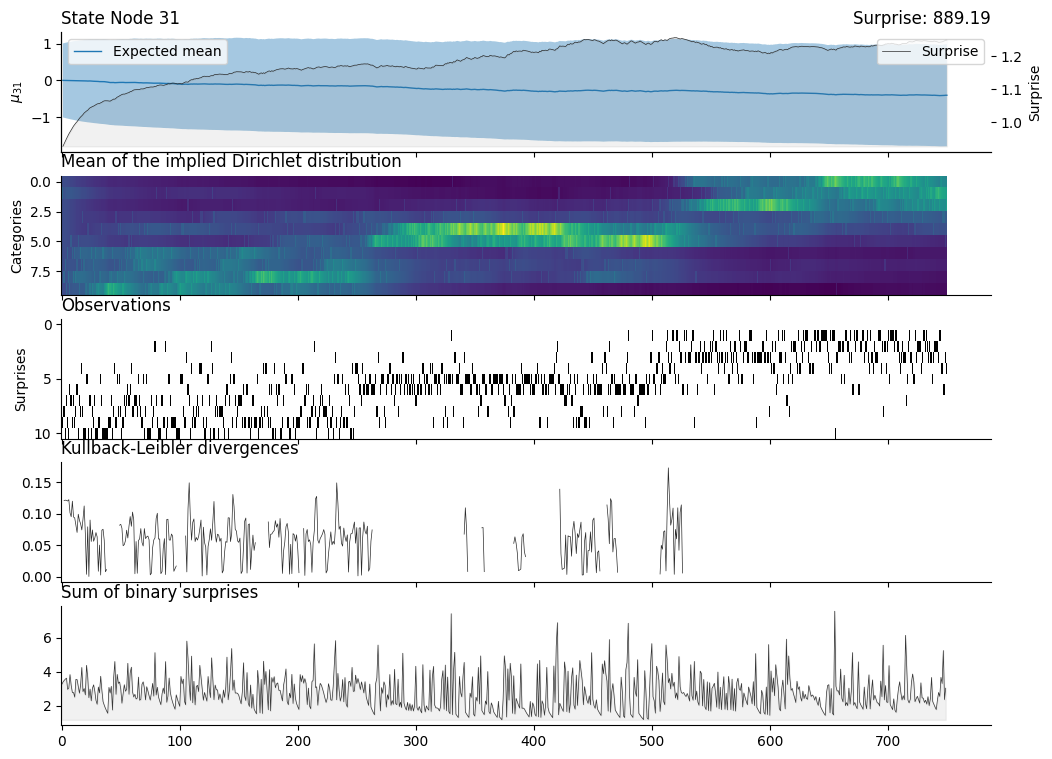 State Node 31 Surprise: 889.19
1 Expected mean Surprise
1.2
0
1.1
−1
1.0
μ31
Surprise
Mean of the implied Dirichlet distribution
0.0
2.5
5.0
7.5
Categories
Observations
0
5
10
Surprises
Kullback-Leibler divergences
0.15
0.10
0.05
0.00
Sum of binary surprises
6
4
2
0 100 200 300 400 500 600 700